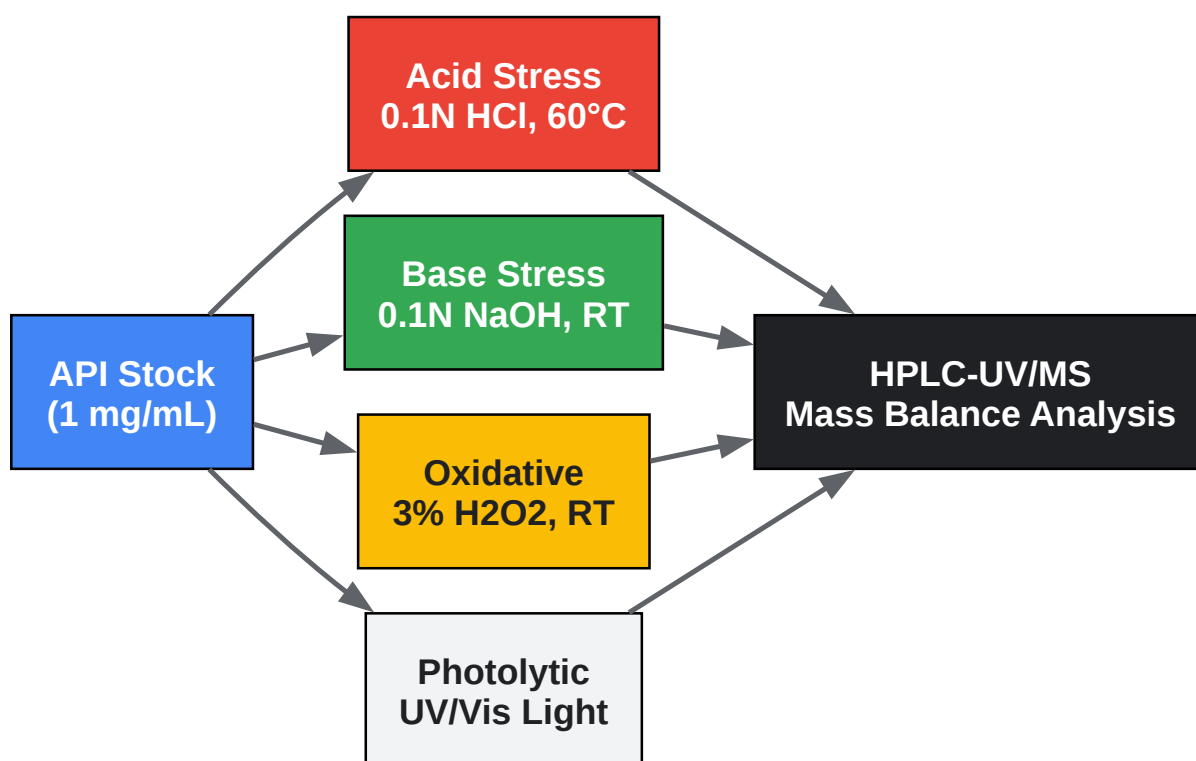 Acid Stress
0.1N HCl, 60°C
Base Stress
0.1N NaOH, RT
API Stock
(1 mg/mL)
HPLC-UV/MS
Mass Balance Analysis
Oxidative
3% H2O2, RT
Photolytic
UV/Vis Light